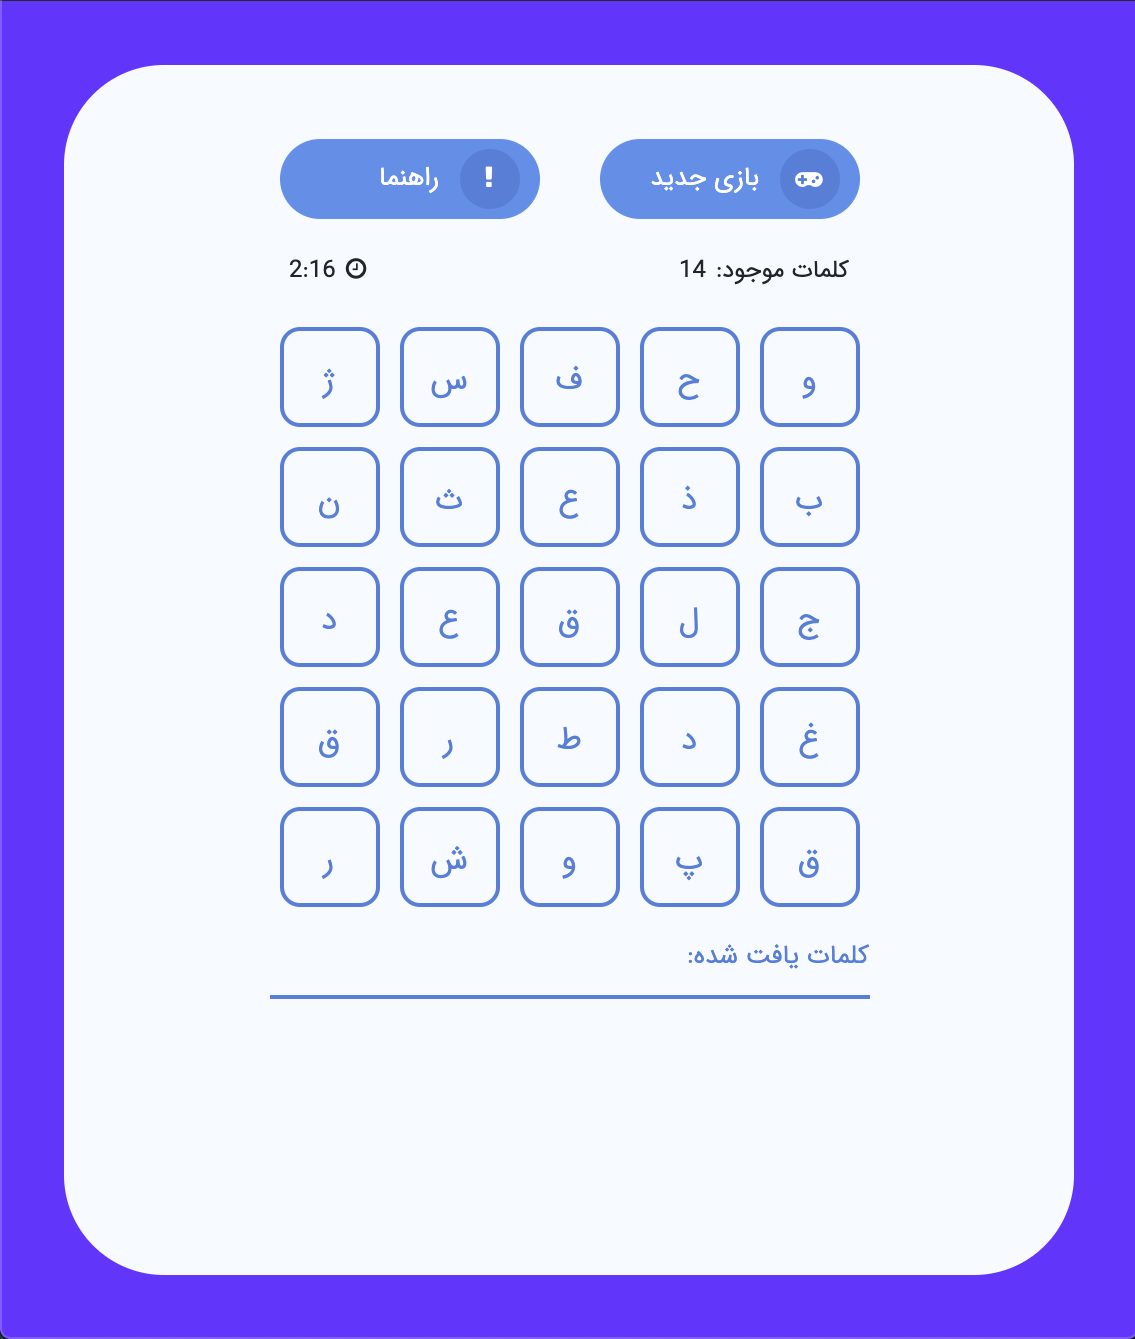 بازی جدید راهنما
کلمات موجود: 14 2:16
و ح ف س ژ
ب ذ ع ث ن
ج ل ق ع د
غ د ط ر ق
ق پ و ش ر
کلمات یافت شده: